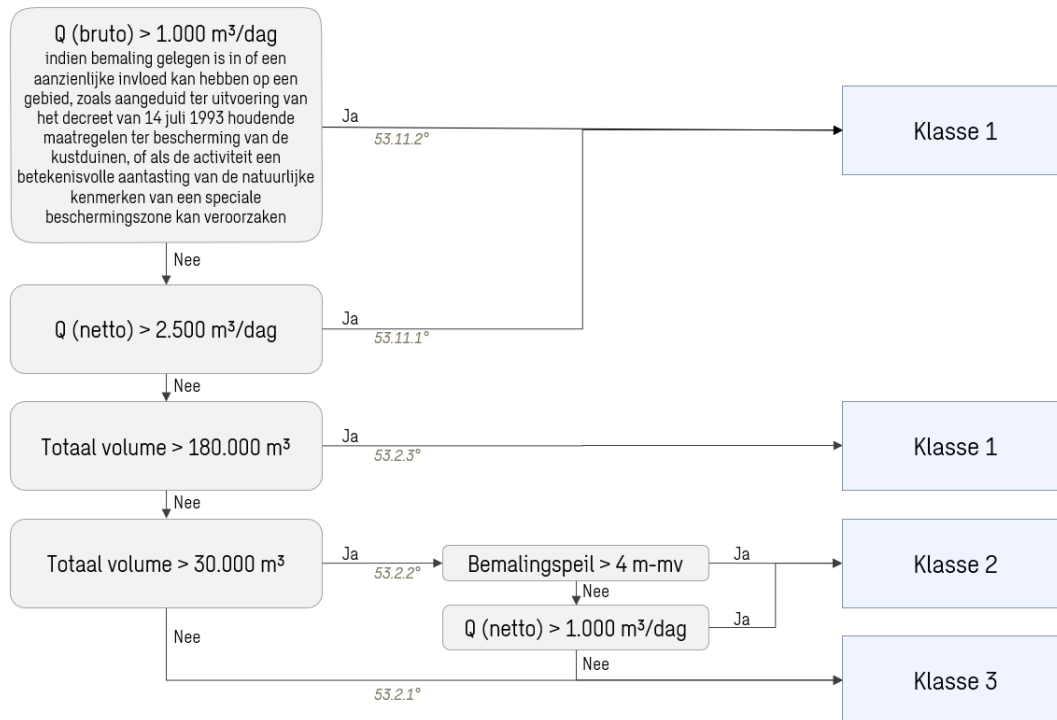 Q (bruto) > 1.000 m³/dag
indien bemaling gelegen is in of een
aanzienlijke invloed kan hebben op een
gebied, zoals aangeduid ter uitvoering van
het decreet van 14 juli 1993 houdende
maatregelen ter bescherming van de
kustduinen, of als de activiteit een
betekenisvolle aantasting van de natuurlijke
kenmerken van een speciale
beschermingszone kan veroorzaken
Ja
53.11.2°
Klasse 1
Nee
Q (netto) > 2.500 m³/dag
Ja
53.11.1°
Nee
Totaal volume > 180.000 m³
Ja
53.2.3°
Klasse 1
Nee
Totaal volume > 30.000 m³
Ja
53.2.2°
Bemalingspeil > 4 m-mv
Ja
Klasse 2
Nee
Q (netto) > 1.000 m³/dag
Ja
Nee
Nee
53.2.1°
Klasse 3